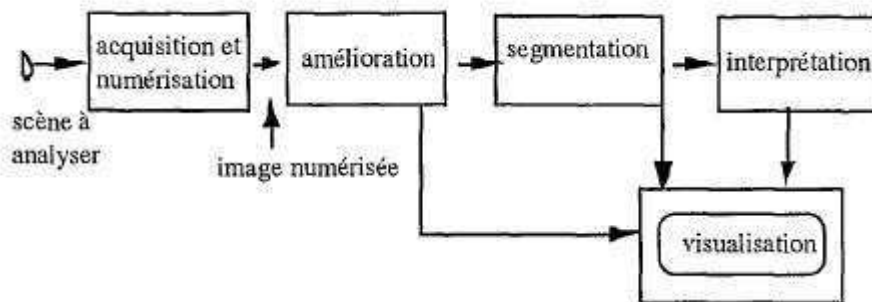 acquisition et
numérisation
amélioration
segmentation
interprétation
scène à
analyser
image numérisée
visualisation